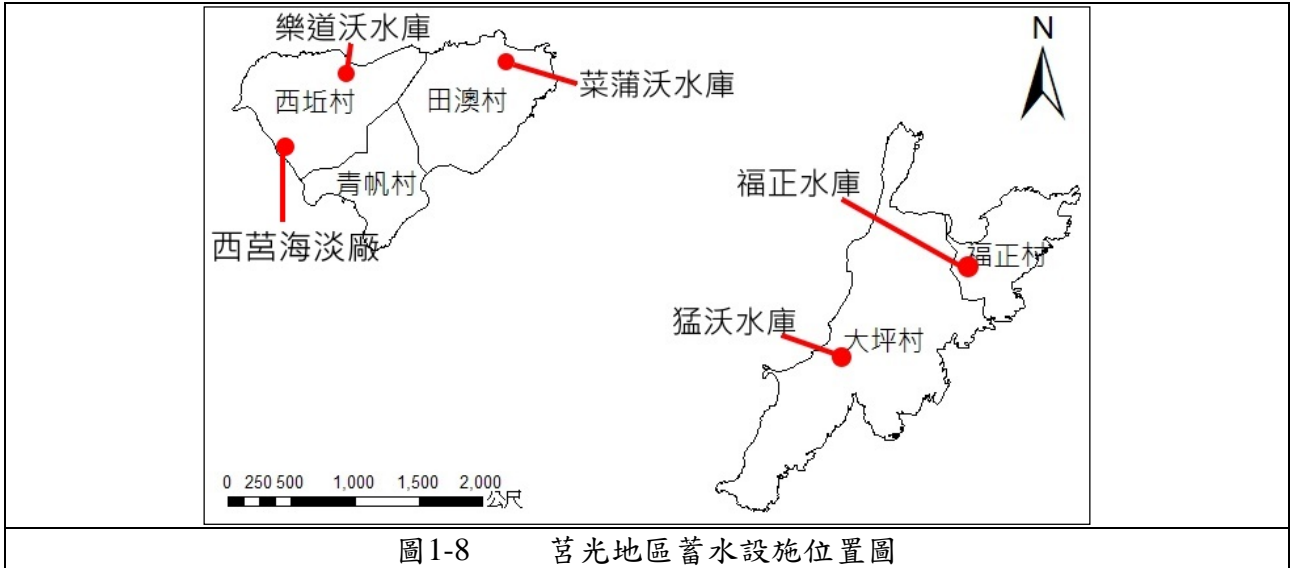 樂道沃水庫
N
菜蒲沃水庫
西坵村
田澳村
青帆村
福正水庫
西莒海淡廠
福正村
猛沃水庫
大坪村
0 250 500 1,000 1,500 2,000
公尺
圖1-8 莒光地區蓄水設施位置圖